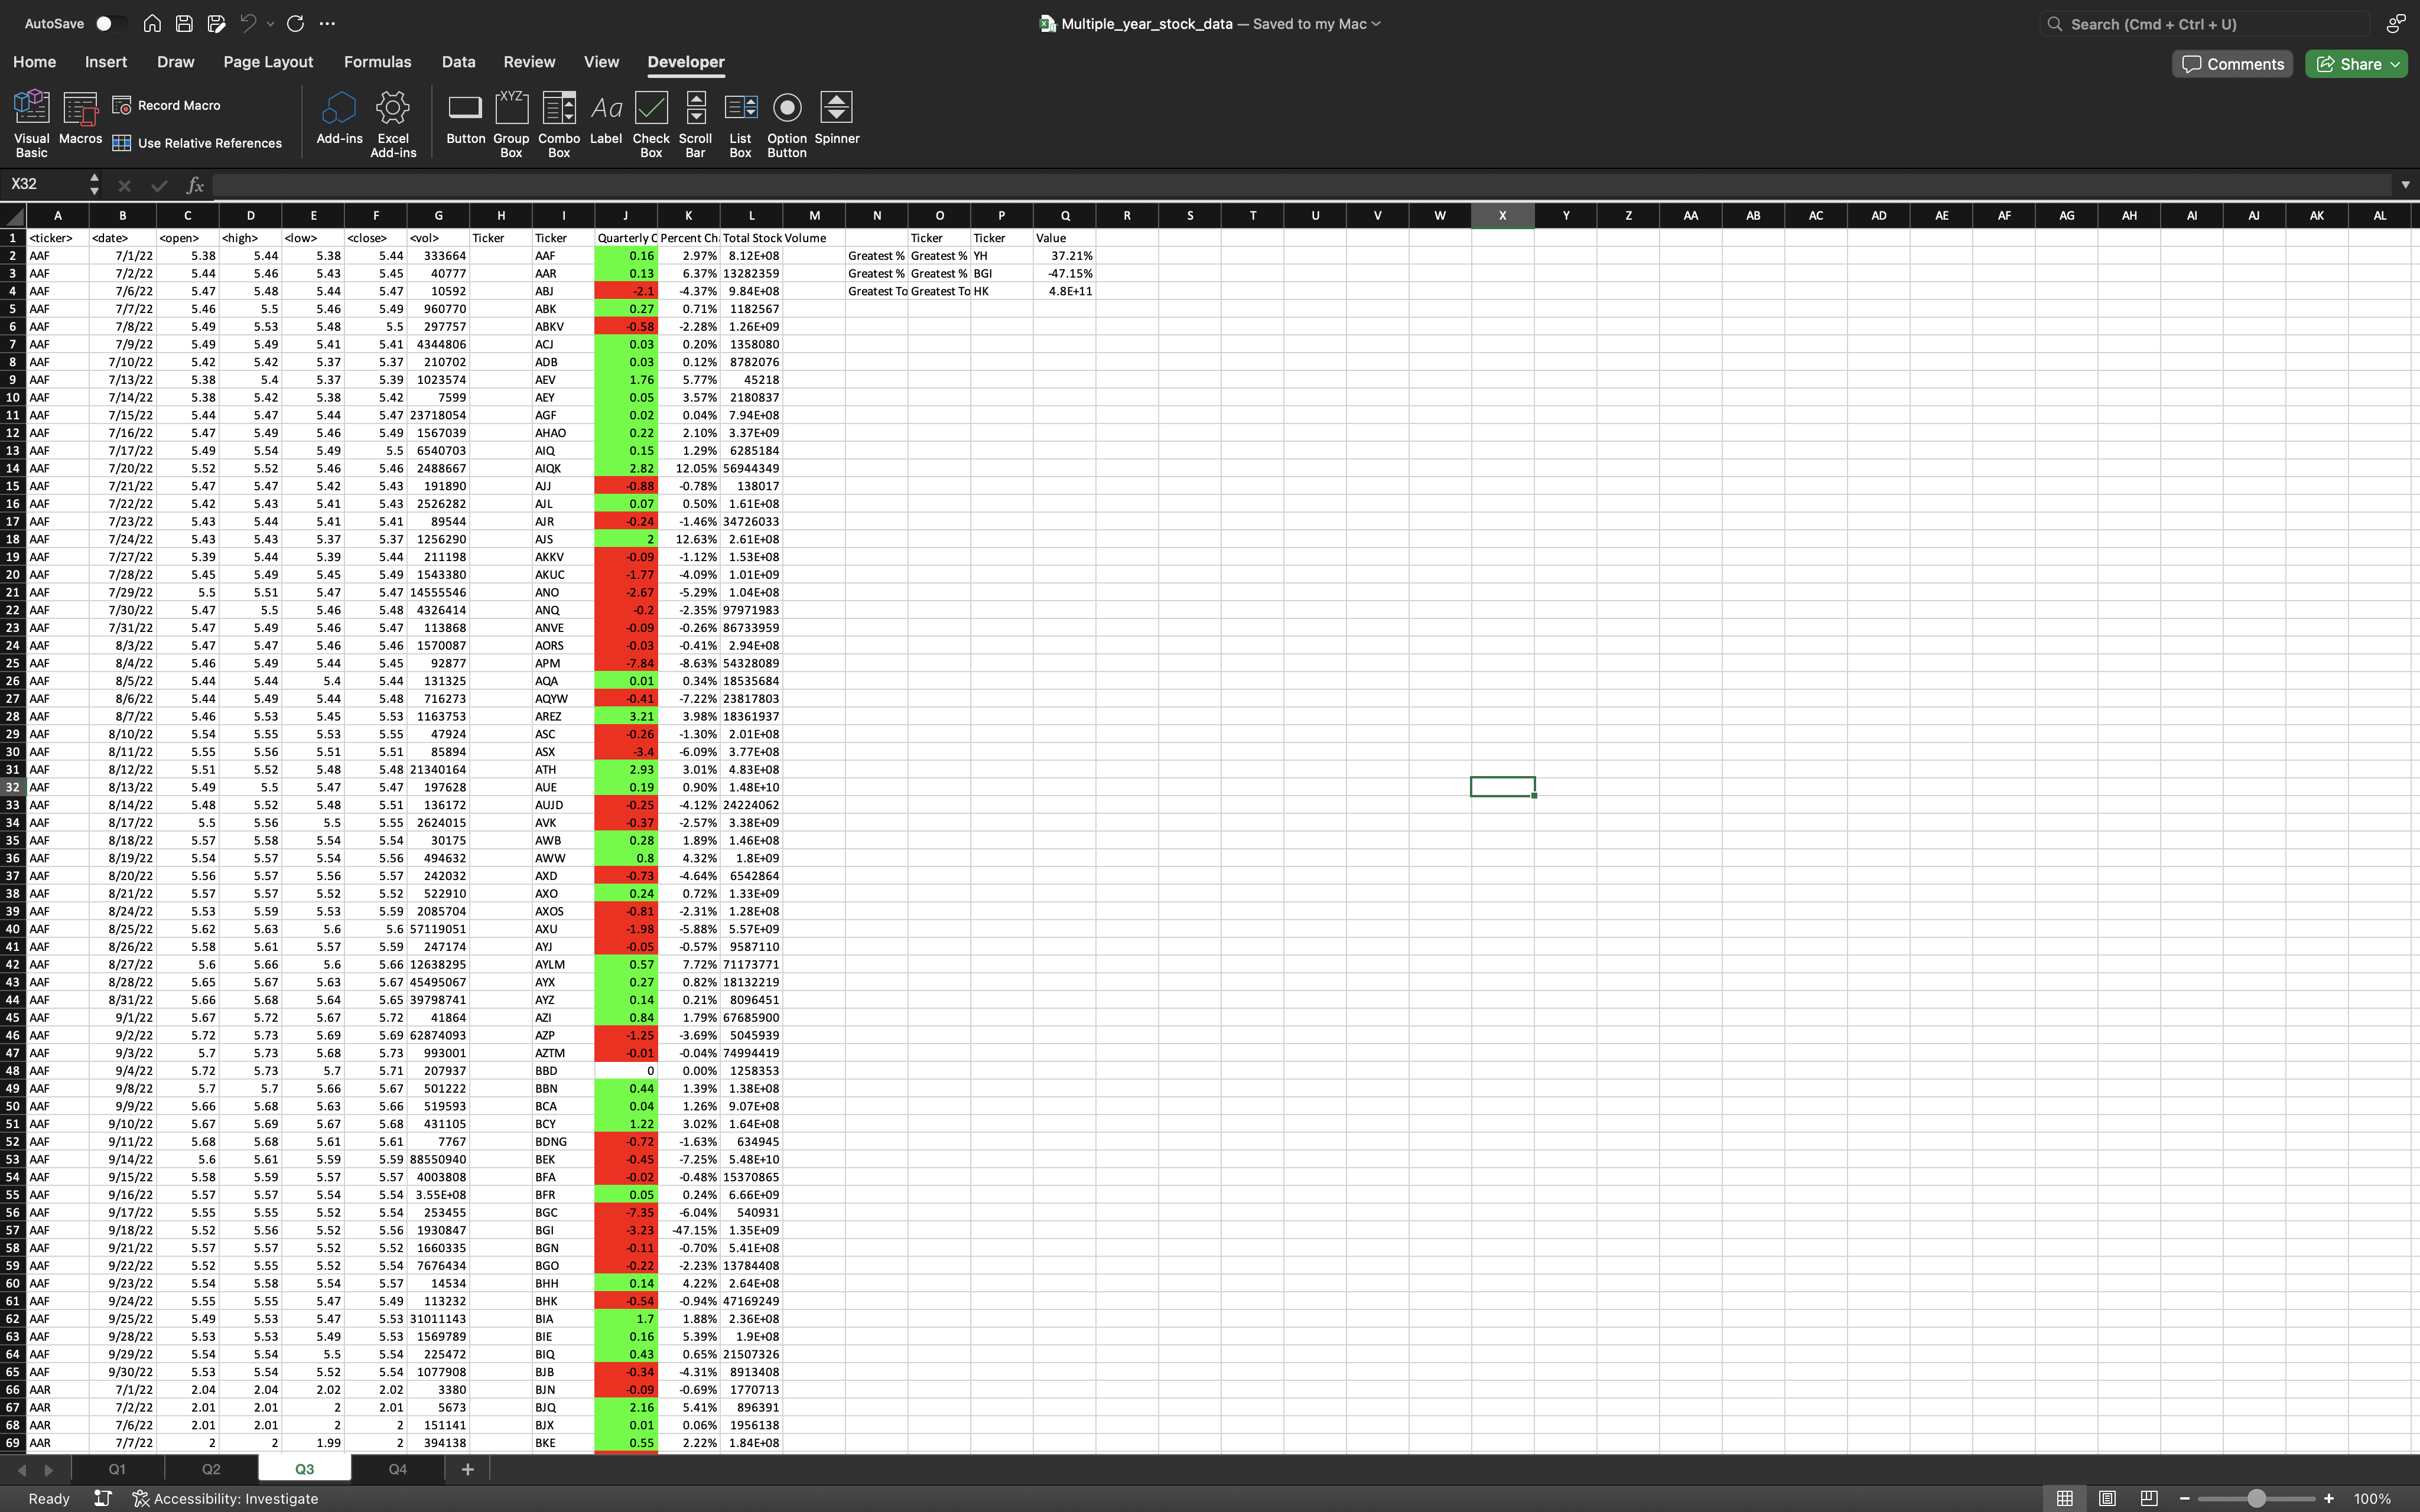 AutoSave
Multiple_year_stock_data — Saved to my Mac
Search (Cmd + Ctrl + U)
Home Insert Draw Page Layout Formulas Data Review View Developer
Comments Share
Visual Basic Macros Record Macro Use Relative References Add-ins Excel Add-ins Button Group Box Combo Box Label Check Box Scroll Bar List Box Option Button Spinner
XYZ Aa
X32 fx
A B C D E F G H I J K L M N O P Q R S T U V W X Y Z AA AB AC AD AE AF AG AH AI AJ AK AL
1 <ticker> <date> <open> <high> <low> <close> <vol> Ticker Ticker Quarterly C Percent Ch Total Stock Volume Ticker Ticker Value
2 AAF 7/1/22 5.38 5.44 5.38 5.44 333664 AAF 0.16 2.97% 8.12E+08 Greatest % Greatest % YH 37.21%
3 AAF 7/2/22 5.44 5.46 5.43 5.45 40777 AAR 0.13 6.37% 13282359 Greatest % Greatest % BGI -47.15%
4 AAF 7/6/22 5.47 5.48 5.44 5.47 10592 ABJ -2.1 -4.37% 9.84E+08 Greatest To Greatest To HK 4.8E+11
5 AAF 7/7/22 5.46 5.5 5.46 5.49 960770 ABK 0.27 0.71% 1182567
6 AAF 7/8/22 5.49 5.53 5.48 5.5 297757 ABKV -0.58 -2.28% 1.26E+09
7 AAF 7/9/22 5.49 5.49 5.41 5.41 4344806 ACJ 0.03 0.20% 1358080
8 AAF 7/10/22 5.42 5.42 5.37 5.37 210702 ADB 0.03 0.12% 8782076
9 AAF 7/13/22 5.38 5.4 5.37 5.39 1023574 AEV 1.76 5.77% 45218
10 AAF 7/14/22 5.38 5.42 5.38 5.42 7599 AEY 0.05 3.57% 2180837
11 AAF 7/15/22 5.44 5.47 5.44 5.47 23718054 AGF 0.02 0.04% 7.94E+08
12 AAF 7/16/22 5.47 5.49 5.46 5.49 1567039 AHAO 0.22 2.10% 3.37E+09
13 AAF 7/17/22 5.49 5.54 5.49 5.5 6540703 AIQ 0.15 1.29% 6285184
14 AAF 7/20/22 5.52 5.52 5.46 5.46 2488667 AIQK 2.82 12.05% 56944349
15 AAF 7/21/22 5.47 5.47 5.42 5.43 191890 AJJ -0.88 -0.78% 138017
16 AAF 7/22/22 5.42 5.43 5.41 5.43 2526282 AJL 0.07 0.50% 1.61E+08
17 AAF 7/23/22 5.43 5.44 5.41 5.41 89544 AJR -0.24 -1.46% 34726033
18 AAF 7/24/22 5.43 5.43 5.37 5.37 1256290 AJS 2 12.63% 2.61E+08
19 AAF 7/27/22 5.39 5.44 5.39 5.44 211198 AKKV -0.09 -1.12% 1.53E+08
20 AAF 7/28/22 5.45 5.49 5.45 5.49 1543380 AKUC -1.77 -4.09% 1.01E+09
21 AAF 7/29/22 5.5 5.51 5.47 5.47 14555546 ANO -2.67 -5.29% 1.04E+08
22 AAF 7/30/22 5.47 5.5 5.46 5.48 4326414 ANQ -0.2 -2.35% 97971983
23 AAF 7/31/22 5.47 5.49 5.46 5.47 113868 ANVE -0.09 -0.26% 86733959
24 AAF 8/3/22 5.47 5.47 5.46 5.46 1570087 AORS -0.03 -0.41% 2.94E+08
25 AAF 8/4/22 5.46 5.49 5.44 5.45 92877 APM -7.84 -8.63% 54328089
26 AAF 8/5/22 5.44 5.44 5.4 5.44 131325 AQA 0.01 0.34% 18535684
27 AAF 8/6/22 5.44 5.49 5.44 5.48 716273 AQYW -0.41 -7.22% 23817803
28 AAF 8/7/22 5.46 5.53 5.45 5.53 1163753 AREZ 3.21 3.98% 18361937
29 AAF 8/10/22 5.54 5.55 5.53 5.55 47924 ASC -0.26 -1.30% 2.01E+08
30 AAF 8/11/22 5.55 5.56 5.51 5.51 85894 ASX -3.4 -6.09% 3.77E+08
31 AAF 8/12/22 5.51 5.52 5.48 5.48 21340164 ATH 2.93 3.01% 4.83E+08
32 AAF 8/13/22 5.49 5.5 5.47 5.47 197628 AUE 0.19 0.90% 1.48E+10
33 AAF 8/14/22 5.48 5.52 5.48 5.51 136172 AUJD -0.25 -4.12% 24224062
34 AAF 8/17/22 5.5 5.56 5.5 5.55 2624015 AVK -0.37 -2.57% 3.38E+09
35 AAF 8/18/22 5.57 5.58 5.54 5.54 30175 AWB 0.28 1.89% 1.46E+08
36 AAF 8/19/22 5.54 5.57 5.54 5.56 494632 AWW 0.8 4.32% 1.8E+09
37 AAF 8/20/22 5.56 5.57 5.56 5.57 242032 AXD -0.73 -4.64% 6542864
38 AAF 8/21/22 5.57 5.57 5.52 5.52 522910 AXO 0.24 0.72% 1.33E+09
39 AAF 8/24/22 5.53 5.59 5.53 5.59 2085704 AXOS -0.81 -2.31% 1.28E+08
40 AAF 8/25/22 5.62 5.63 5.6 5.6 57119051 AXU -1.98 -5.88% 5.57E+09
41 AAF 8/26/22 5.58 5.61 5.57 5.59 247174 AYJ -0.05 -0.57% 9587110
42 AAF 8/27/22 5.6 5.66 5.6 5.66 12638295 AYLM 0.57 7.72% 71173771
43 AAF 8/28/22 5.65 5.67 5.63 5.67 45495067 AYX 0.27 0.82% 18132219
44 AAF 8/31/22 5.66 5.68 5.64 5.65 39798741 AYZ 0.14 0.21% 8096451
45 AAF 9/1/22 5.67 5.72 5.67 5.72 41864 AZI 0.84 1.79% 67685900
46 AAF 9/2/22 5.72 5.73 5.69 5.69 62874093 AZP -1.25 -3.69% 5045939
47 AAF 9/3/22 5.7 5.73 5.68 5.73 993001 AZTM -0.01 -0.04% 74994419
48 AAF 9/4/22 5.72 5.73 5.7 5.71 207937 BBD 0 0.00% 1258353
49 AAF 9/8/22 5.7 5.7 5.66 5.67 501222 BBN 0.44 1.39% 1.38E+08
50 AAF 9/9/22 5.66 5.68 5.63 5.66 519593 BCA 0.04 1.26% 9.07E+08
51 AAF 9/10/22 5.67 5.69 5.67 5.68 431105 BCY 1.22 3.02% 1.64E+08
52 AAF 9/11/22 5.68 5.68 5.61 5.61 7767 BDNG -0.72 -1.63% 634945
53 AAF 9/14/22 5.6 5.61 5.59 5.59 88550940 BEK -0.45 -7.25% 5.48E+10
54 AAF 9/15/22 5.58 5.59 5.57 5.57 4003808 BFA -0.02 -0.48% 15370865
55 AAF 9/16/22 5.57 5.57 5.54 5.54 3.55E+08 BFR 0.05 0.24% 6.66E+09
56 AAF 9/17/22 5.55 5.55 5.52 5.54 253455 BGC -7.35 -6.04% 540931
57 AAF 9/18/22 5.52 5.56 5.52 5.56 1930847 BGI -3.23 -47.15% 1.35E+09
58 AAF 9/21/22 5.57 5.57 5.52 5.52 1660335 BGN -0.11 -0.70% 5.41E+08
59 AAF 9/22/22 5.52 5.55 5.52 5.54 7676434 BGO -0.22 -2.23% 13784408
60 AAF 9/23/22 5.54 5.58 5.54 5.57 14534 BHH 0.14 4.22% 2.64E+08
61 AAF 9/24/22 5.55 5.55 5.47 5.49 113232 BHK -0.54 -0.94% 47169249
62 AAF 9/25/22 5.49 5.53 5.47 5.53 31011143 BIA 1.7 1.88% 2.36E+08
63 AAF 9/28/22 5.53 5.53 5.49 5.53 1569789 BIE 0.16 5.39% 1.9E+08
64 AAF 9/29/22 5.54 5.54 5.5 5.54 225472 BIQ 0.43 0.65% 21507326
65 AAF 9/30/22 5.53 5.54 5.52 5.54 1077908 BJB -0.34 -4.31% 8913408
66 AAR 7/1/22 2.04 2.04 2.02 2.02 3380 BJN -0.09 -0.69% 1770713
67 AAR 7/2/22 2.01 2.01 2 2.01 5673 BJQ 2.16 5.41% 896391
68 AAR 7/6/22 2.01 2.01 2 2 151141 BJX 0.01 0.06% 1956138
69 AAR 7/7/22 2 2 1.99 2 394138 BKE 0.55 2.22% 1.84E+08
Q1 Q2 Q3 Q4 +
Ready Accessibility: Investigate 100%